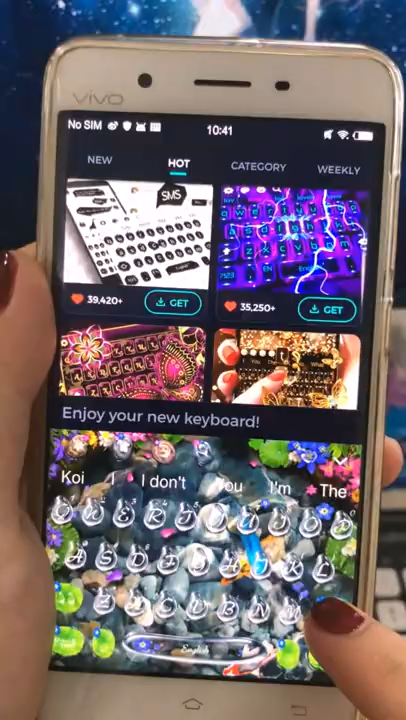 vivo
No SIM
10:41
NEW HOT CATEGORY WEEKLY
SMS
39,420+ GET 35,250+ GET
Enjoy your new keyboard!
Koi I I don't You I'm The
Q W E R T Y U I O P
A S D F G H J K L
Z X C V B N M
English